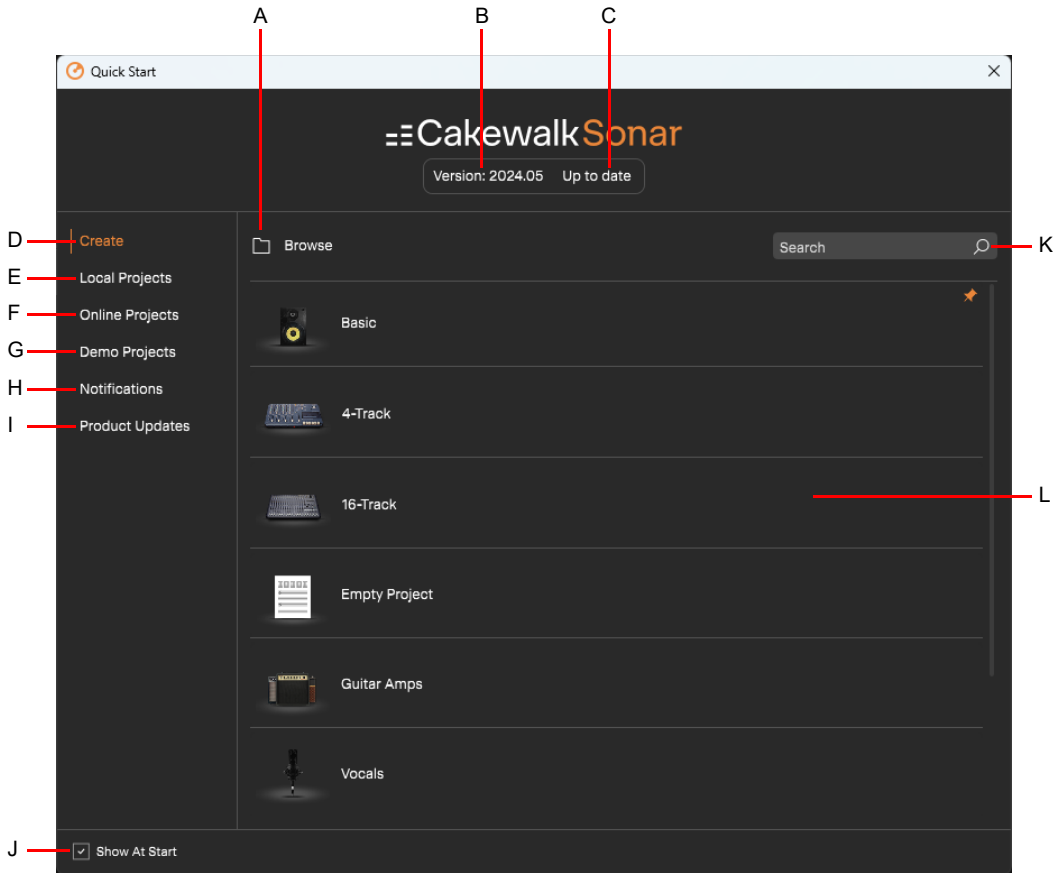 A B C
Quick Start
Cakewalk Sonar
Version: 2024.05 Up to date
D Create
E Local Projects
F Online Projects
G Demo Projects
H Notifications
I Product Updates
Browse
Search K
Basic
4-Track
16-Track L
Empty Project
Guitar Amps
Vocals
J Show At Start